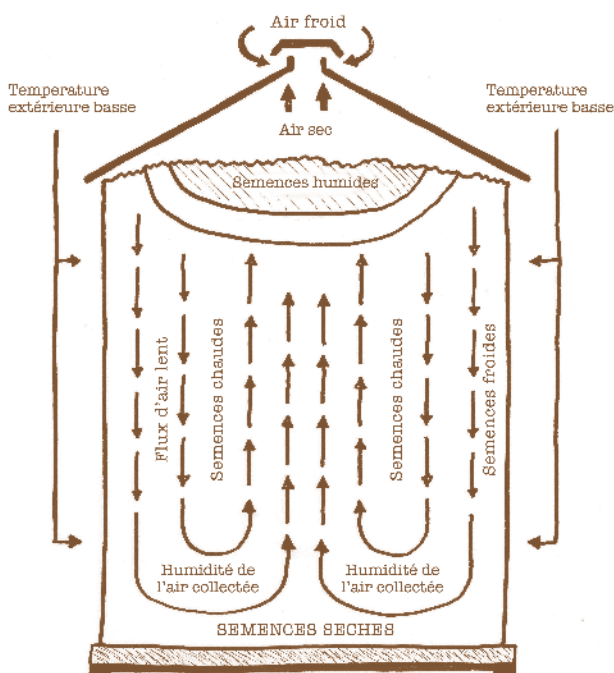 Air froid
Temperature
extérieure basse
Temperature
extérieure basse
Air sec
Semences humides
Flux d'air lent
Semences chaudes
Semences chaudes
Semences froides
Humidité de
l'air collectée
Humidité de
l'air collectée
SEMENCES SECHES